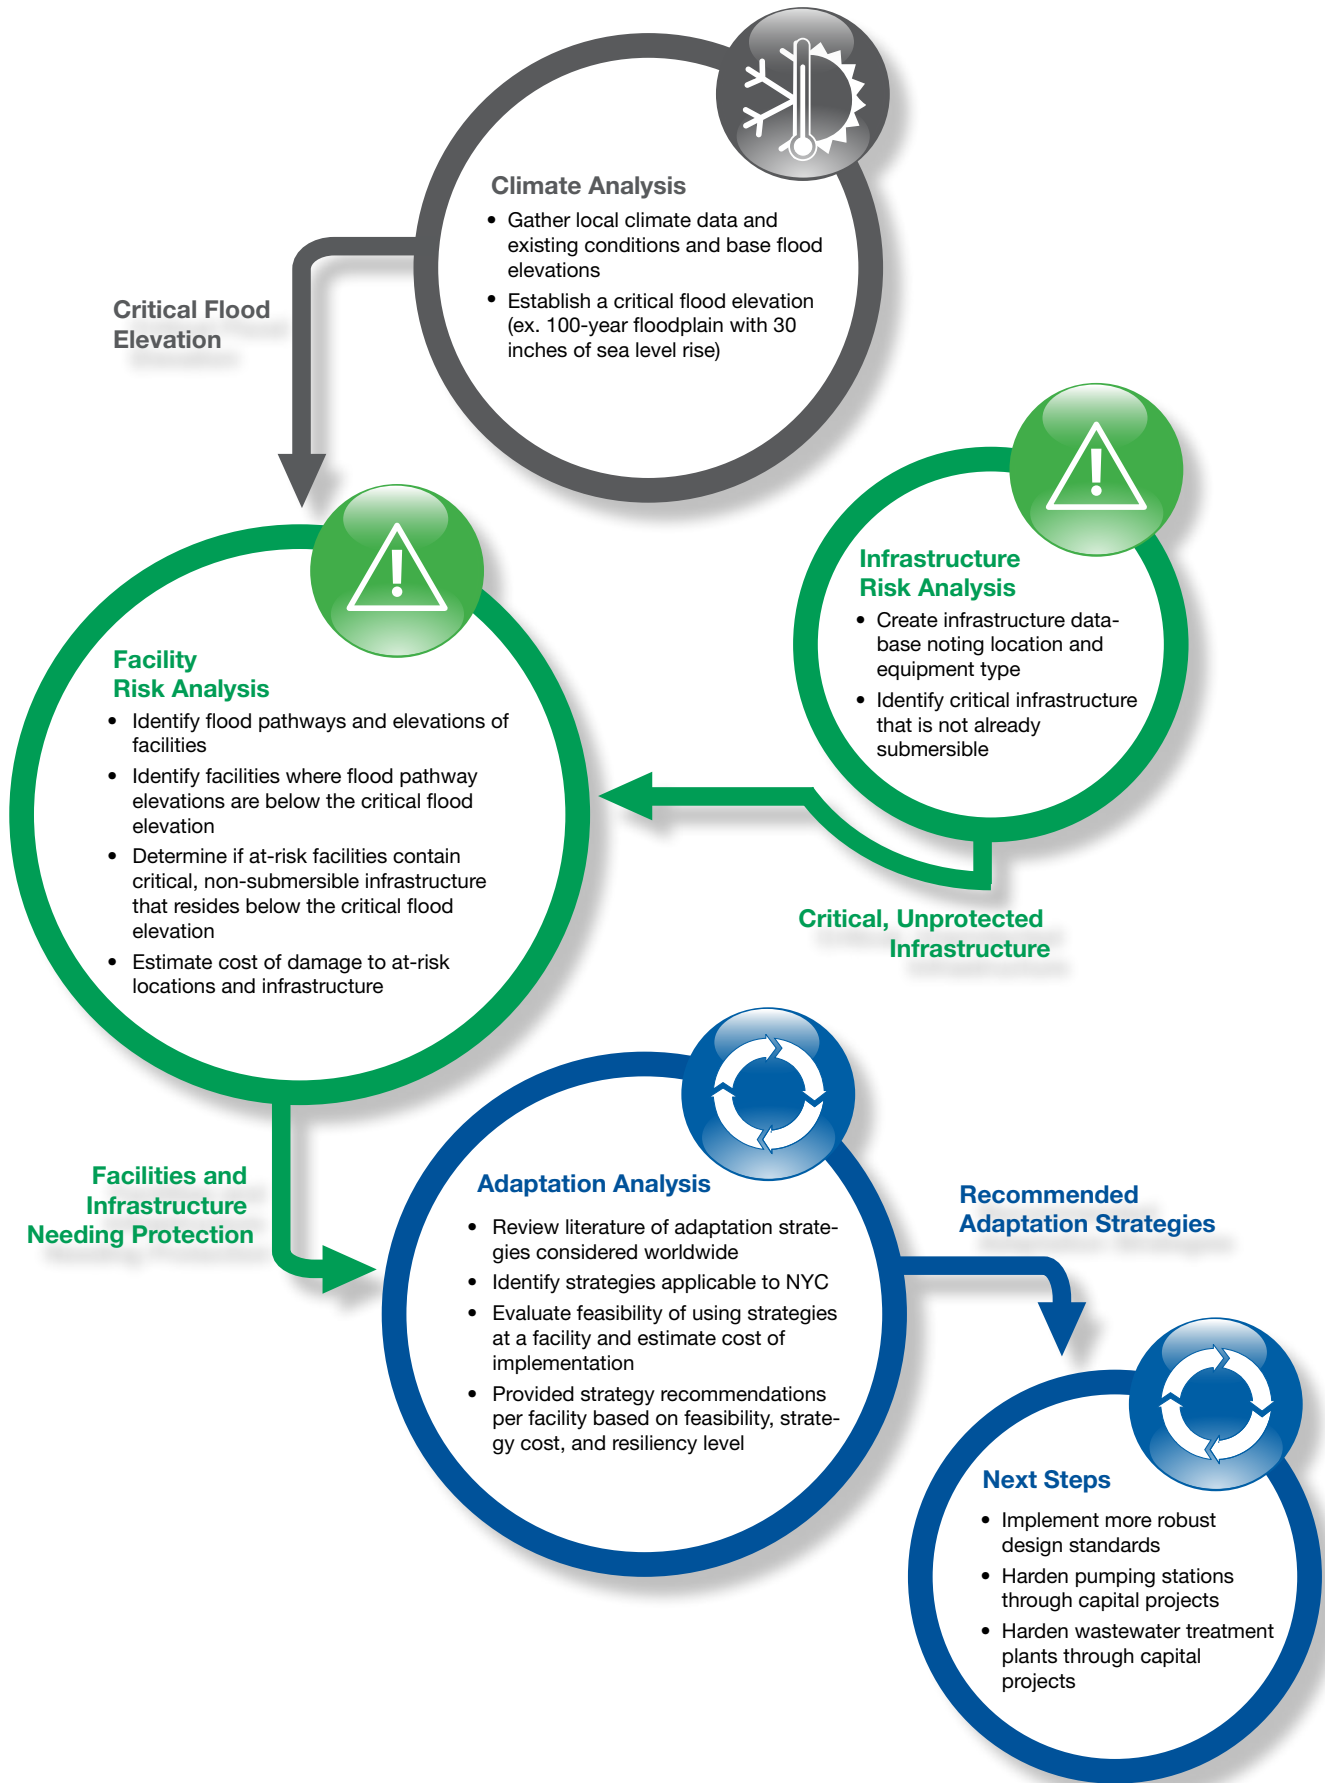 Climate Analysis
• Gather local climate data and
existing conditions and base flood
elevations
• Establish a critical flood elevation
(ex. 100-year floodplain with 30
inches of sea level rise)
Critical Flood
Elevation
Infrastructure
Risk Analysis
• Create infrastructure data-
base noting location and
equipment type
• Identify critical infrastructure
that is not already
submersible
Facility
Risk Analysis
• Identify flood pathways and elevations of
facilities
• Identify facilities where flood pathway
elevations are below the critical flood
elevation
• Determine if at-risk facilities contain
critical, non-submersible infrastructure
that resides below the critical flood
elevation
• Estimate cost of damage to at-risk
locations and infrastructure
Critical, Unprotected
Infrastructure
Facilities and
Infrastructure
Needing Protection
Adaptation Analysis
• Review literature of adaptation strate-
gies considered worldwide
• Identify strategies applicable to NYC
• Evaluate feasibility of using strategies
at a facility and estimate cost of
implementation
• Provided strategy recommendations
per facility based on feasibility, strate-
gy cost, and resiliency level
Recommended
Adaptation Strategies
Next Steps
• Implement more robust
design standards
• Harden pumping stations
through capital projects
• Harden wastewater treatment
plants through capital
projects